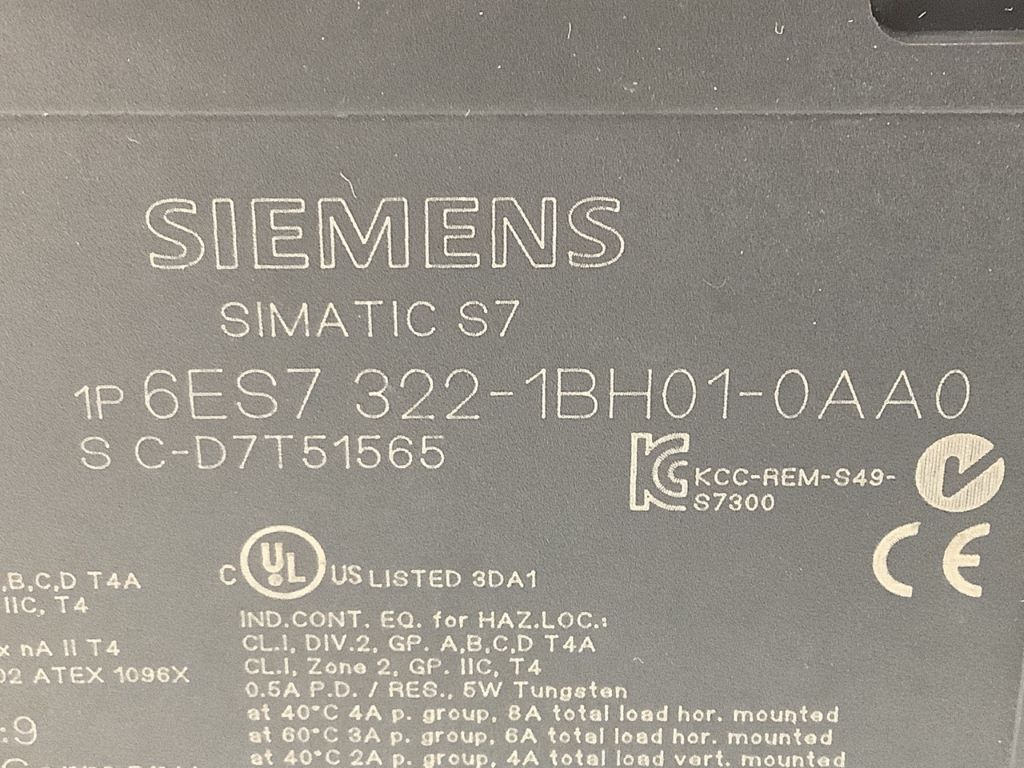 SIEMENS
SIMATIC S7
1P 6ES7 322-1BH01-0AA0
S C-D7T51565
KCC-REM-S49-
S7300
CE
C UL US LISTED 3DA1
,B,C,D T4A
IIC, T4
x nA II T4
02 ATEX 1096X
:9
IND.CONT. EQ. for HAZ.LOC.:
CL.I, DIV.2, GP. A,B,C,D T4A
CL.I, Zone 2, GP. IIC, T4
0.5A P.D. / RES., 5W Tungsten
at 40°C 4A p. group, 8A total load hor. mounted
at 60°C 3A p. group, 6A total load hor. mounted
at 40°C 2A p. group, 4A total load vert. mounted